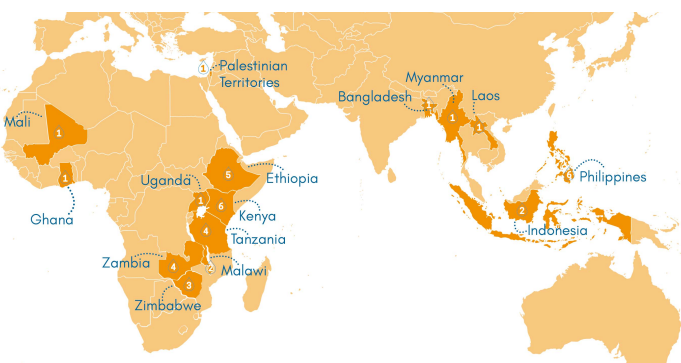 1
Palestinian
Territories
Myanmar
Bangladesh
Laos
1
1
1
Mali
1
1
Ghana
5
Ethiopia
Uganda
1
6
Kenya
4
Tanzania
Philippines
2
Indonesia
Zambia
4
Malawi
3
Zimbabwe